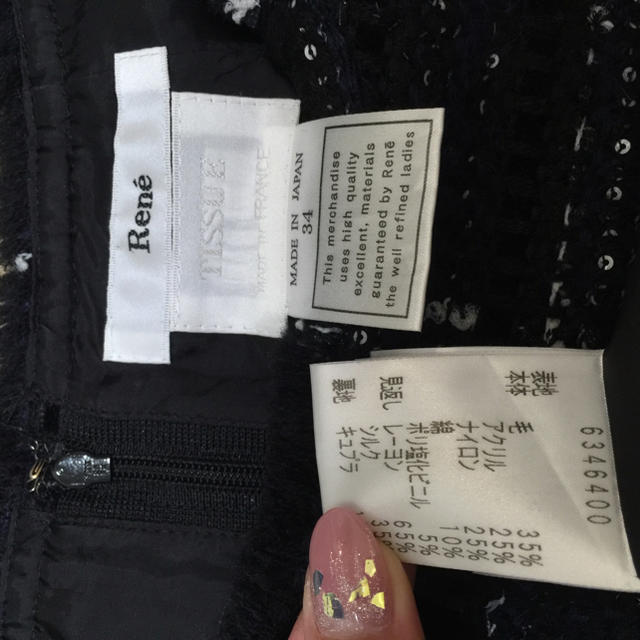 René
tissu
MADE IN FRANCE
MADE IN JAPAN
34
This merchandise
uses high quality
excellent, materials
guaranteed by René
the well refined ladies
6346400
表地
本体
毛 35%
アクリル 25%
ナイロン 25%
綿 10%
ポリ塩化ビニル 5%
見返し
レーヨン 65%
シルク 35%
裏地
キュプラ